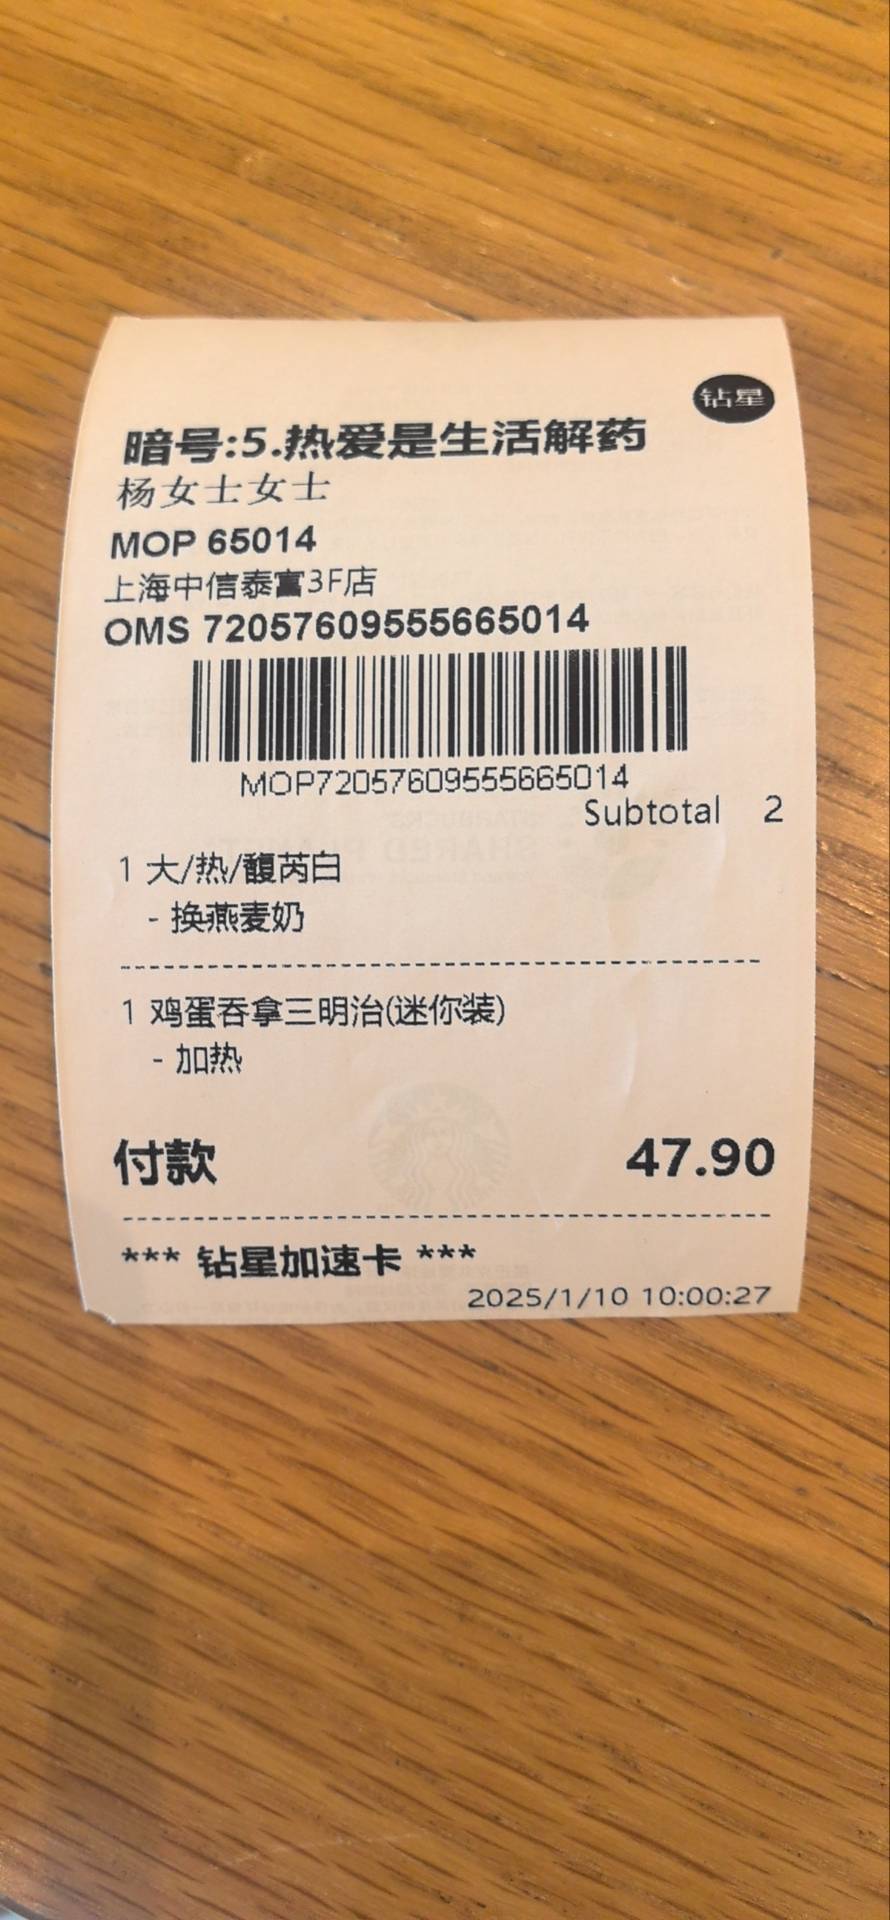 钻星
暗号:5.热爱是生活解药
杨女士女士
MOP 65014
上海中信泰富3F店
OMS 72057609555665014
MOP72057609555665014
Subtotal 2
1 大/热/馥芮白
- 换燕麦奶
1 鸡蛋吞拿三明治(迷你装)
- 加热
付款 47.90
*** 钻星加速卡 ***
2025/1/10 10:00:27